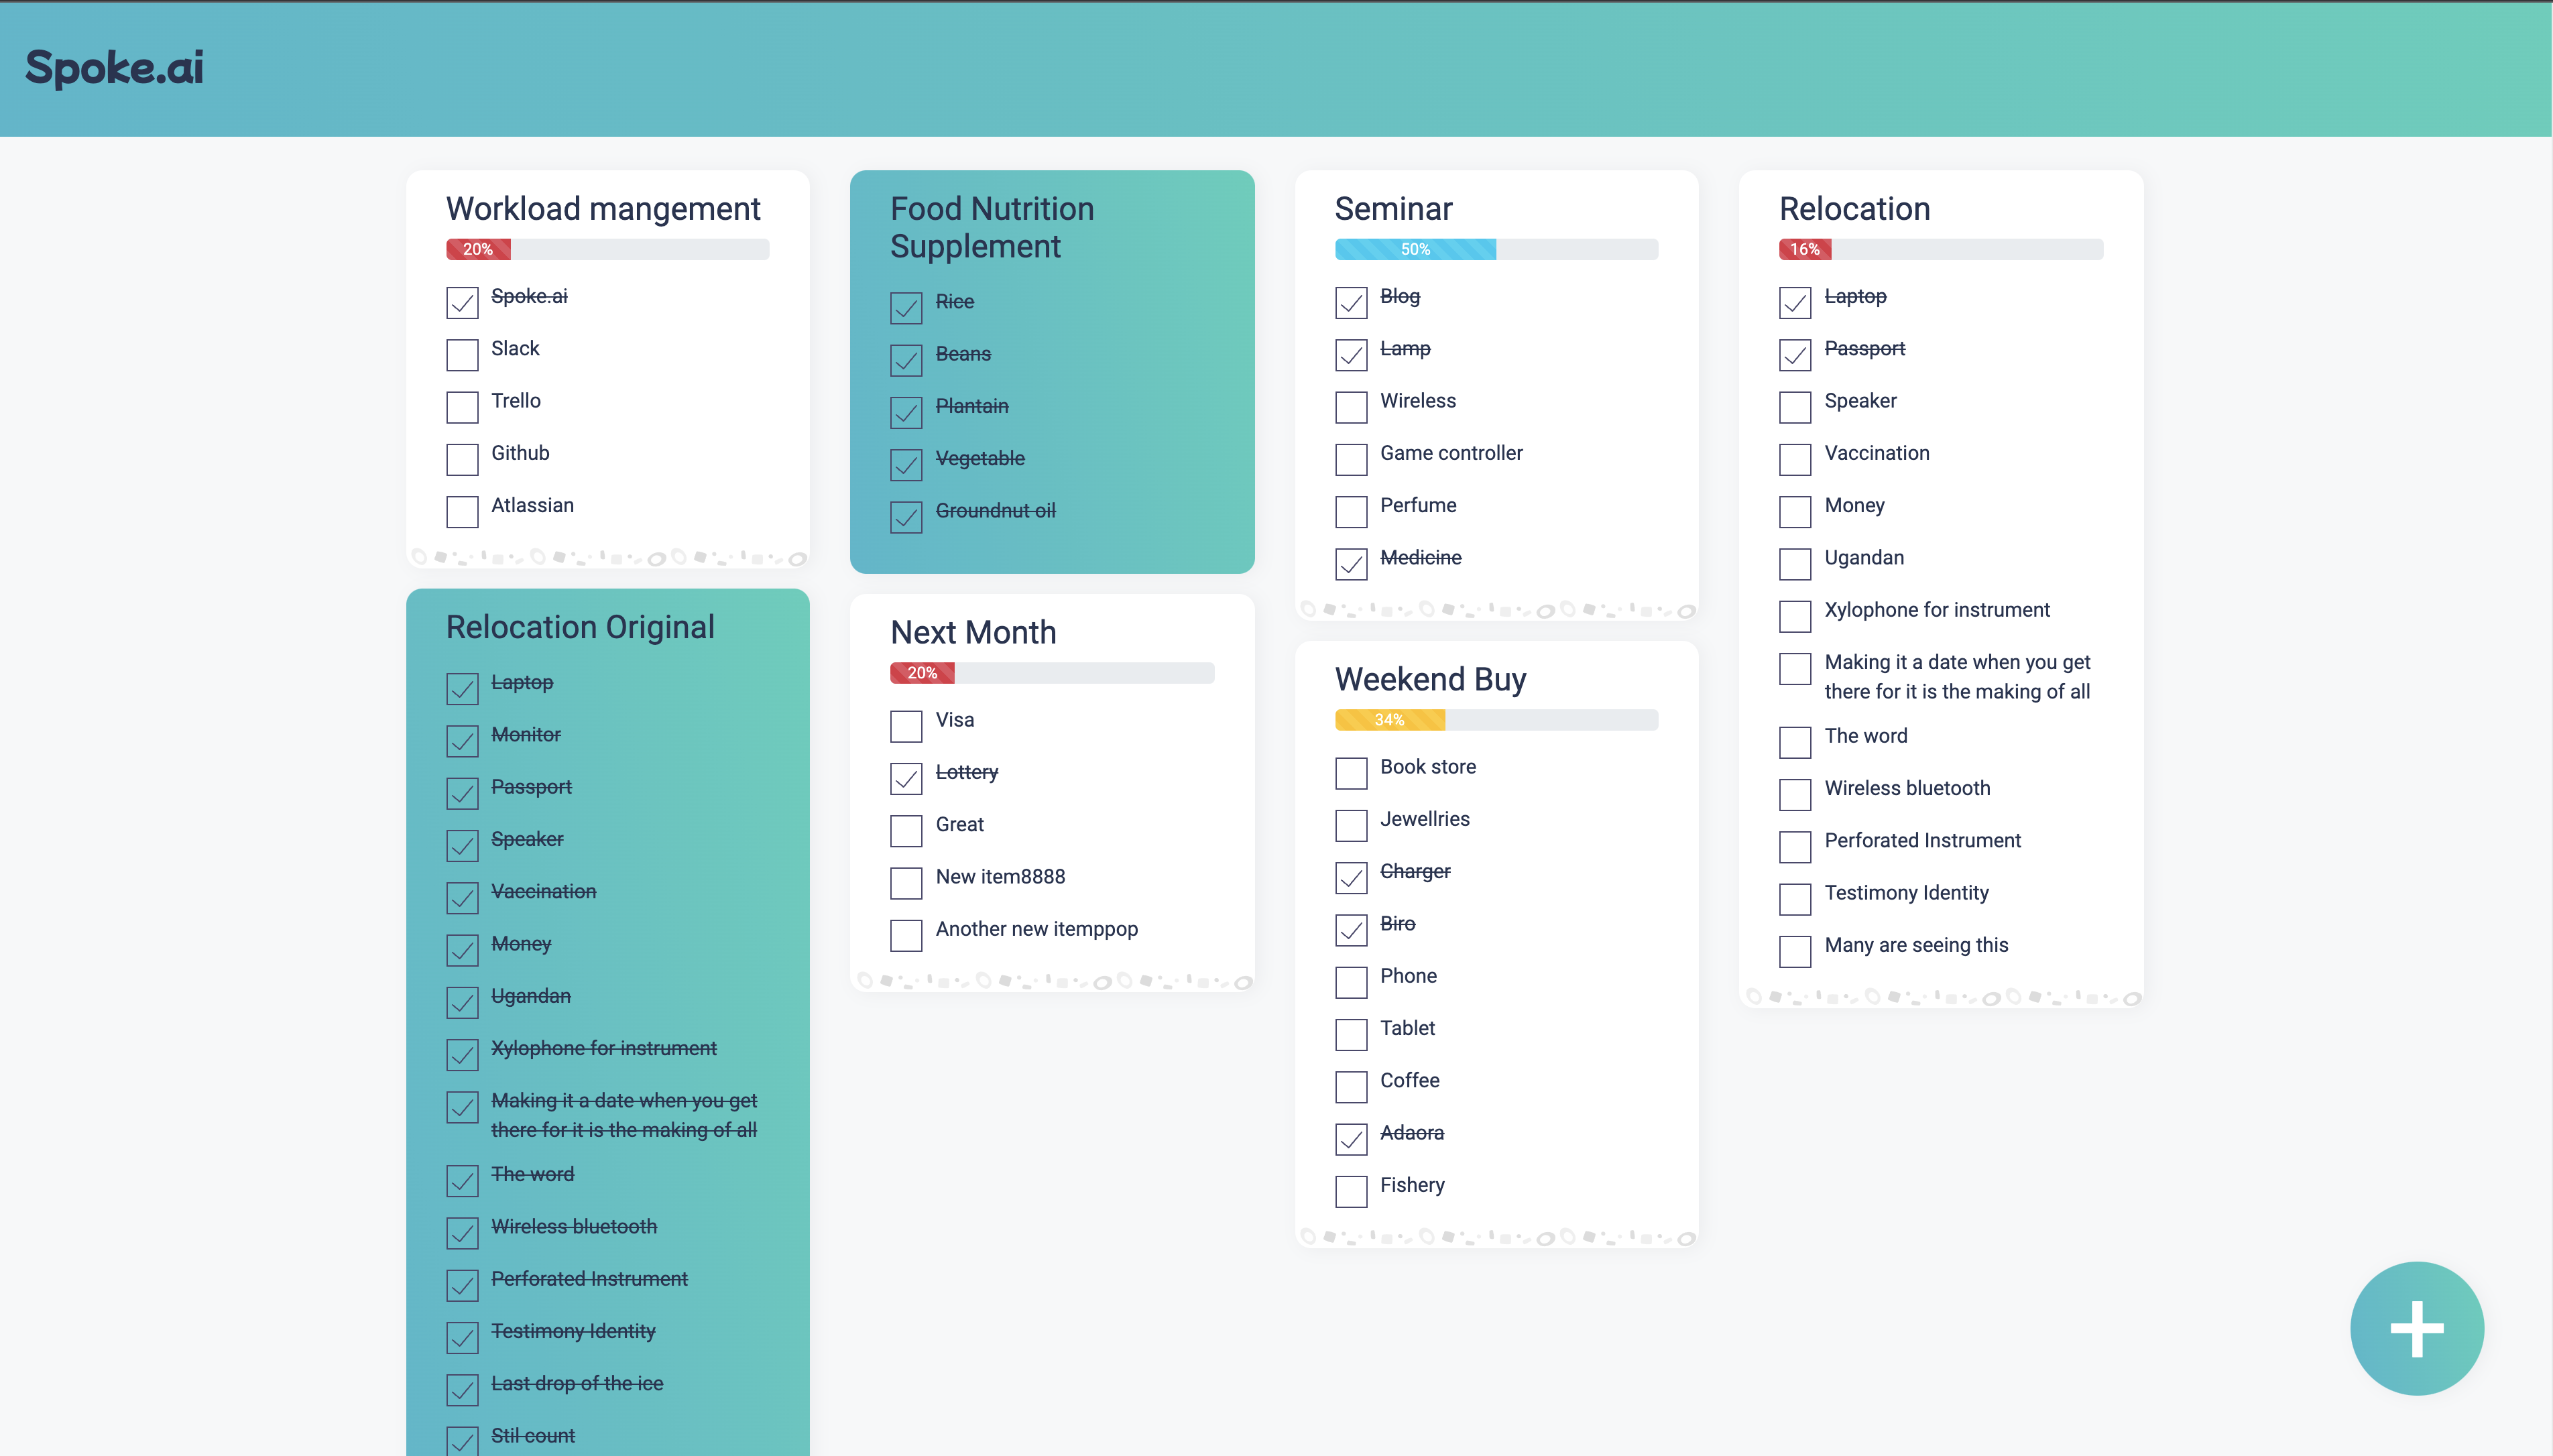 Spoke.ai
Workload mangement
20%
Spoke.ai
Slack
Trello
Github
Atlassian
Relocation Original
Laptop
Monitor
Passport
Speaker
Vaccination
Money
Ugandan
Xylophone for instrument
Making it a date when you get
there for it is the making of all
The word
Wireless bluetooth
Perforated Instrument
Testimony Identity
Last drop of the ice
Stil count
Food Nutrition
Supplement
Rice
Beans
Plantain
Vegetable
Groundnut oil
Next Month
20%
Visa
Lottery
Great
New item8888
Another new itemppop
Seminar
50%
Blog
Lamp
Wireless
Game controller
Perfume
Medicine
Weekend Buy
34%
Book store
Jewellries
Charger
Biro
Phone
Tablet
Coffee
Adaora
Fishery
Relocation
16%
Laptop
Passport
Speaker
Vaccination
Money
Ugandan
Xylophone for instrument
Making it a date when you get
there for it is the making of all
The word
Wireless bluetooth
Perforated Instrument
Testimony Identity
Many are seeing this